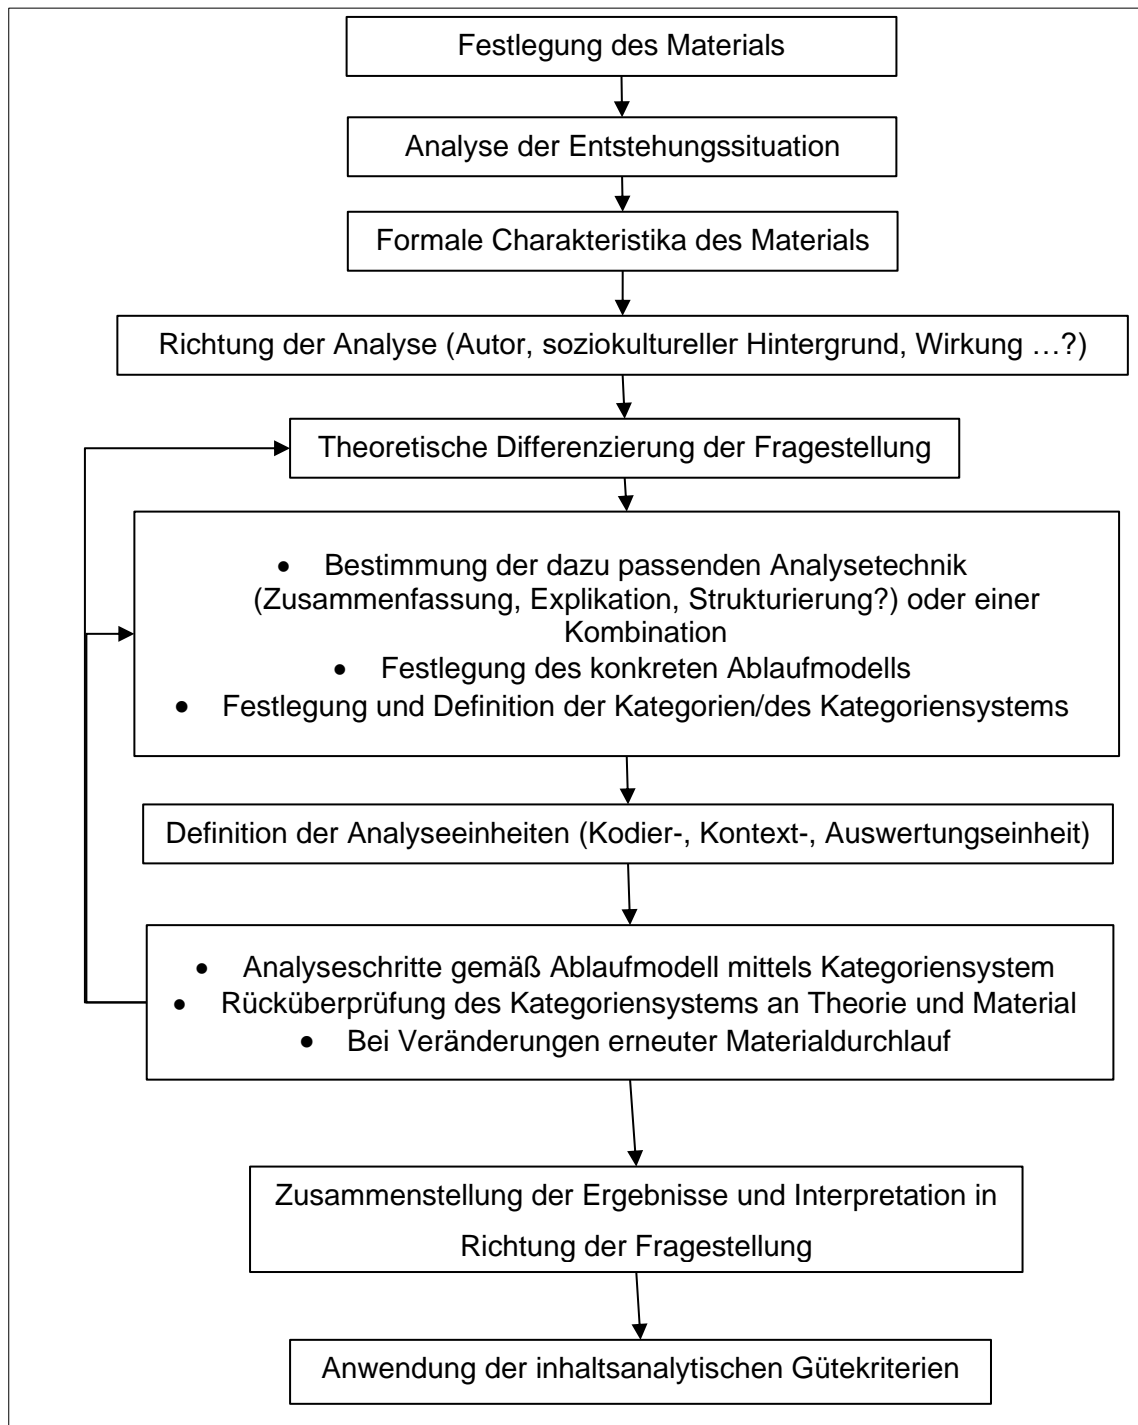 Festlegung des Materials
Analyse der Entstehungssituation
Formale Charakteristika des Materials
Richtung der Analyse (Autor, soziokultureller Hintergrund, Wirkung …?)
Theoretische Differenzierung der Fragestellung
• Bestimmung der dazu passenden Analysetechnik
(Zusammenfassung, Explikation, Strukturierung?) oder einer
Kombination
• Festlegung des konkreten Ablaufmodells
• Festlegung und Definition der Kategorien/des Kategoriensystems
Definition der Analyseeinheiten (Kodier-, Kontext-, Auswertungseinheit)
• Analyseschritte gemäß Ablaufmodell mittels Kategoriensystem
• Rücküberprüfung des Kategoriensystems an Theorie und Material
• Bei Veränderungen erneuter Materialdurchlauf
Zusammenstellung der Ergebnisse und Interpretation in
Richtung der Fragestellung
Anwendung der inhaltsanalytischen Gütekriterien